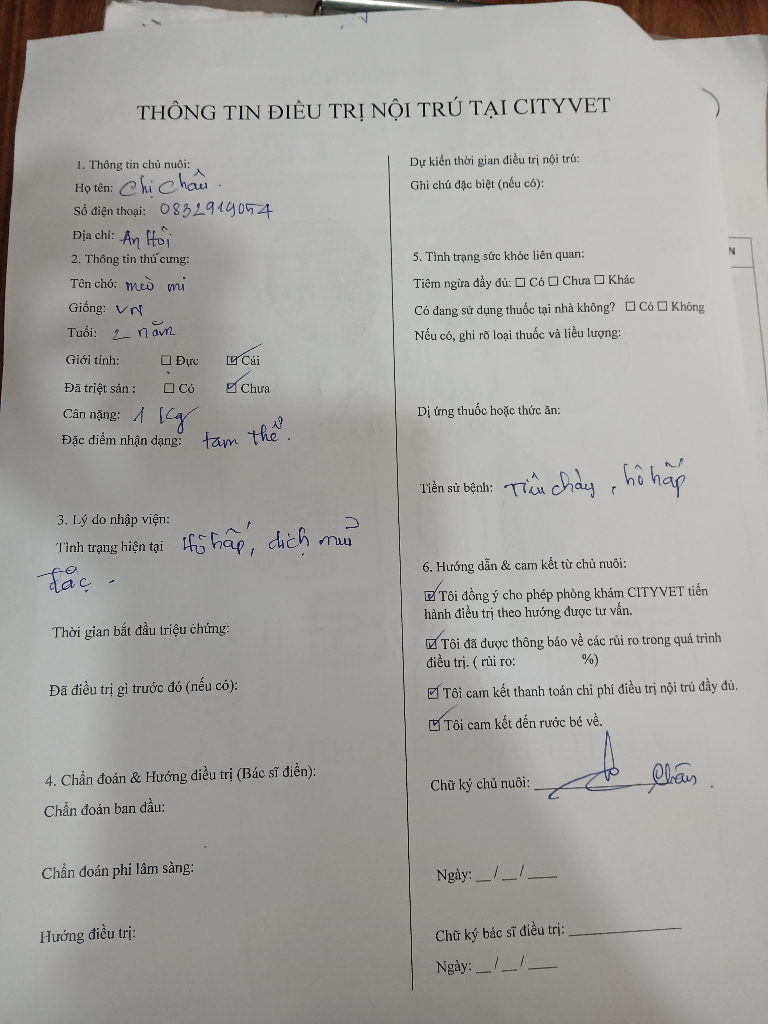 THÔNG TIN ĐIỀU TRỊ NỘI TRÚ TẠI CITYVET
1. Thông tin chủ nuôi:
Họ tên: Chị Châu.
Số điện thoại: 0832919054
Địa chỉ: An Hội
2. Thông tin thú cưng:
Tên chó: mèo mi
Giống: VN
Tuổi: 2 năm
Giới tính: ☐ Đực ☑ Cái
Đã triệt sản : ☐ Có ☑ Chưa
Cân nặng: 1 Kg
Đặc điểm nhận dạng: tam thể.
3. Lý do nhập viện:
Tình trạng hiện tại Hô hấp, dịch mũi
đặc.
Thời gian bắt đầu triệu chứng:
Đã điều trị gì trước đó (nếu có):
4. Chẩn đoán & Hướng điều trị (Bác sĩ điền):
Chẩn đoán ban đầu:
Chẩn đoán phi lâm sàng:
Hướng điều trị:
Dự kiến thời gian điều trị nội trú:
Ghi chú đặc biệt (nếu có):
5. Tình trạng sức khỏe liên quan:
Tiêm ngừa đầy đủ: ☐ Có ☐ Chưa ☐ Khác
Có đang sử dụng thuốc tại nhà không? ☐ Có ☐ Không
Nếu có, ghi rõ loại thuốc và liều lượng:
Dị ứng thuốc hoặc thức ăn:
Tiền sử bệnh: Tiêu chảy, hô hấp
6. Hướng dẫn & cam kết từ chủ nuôi:
☑ Tôi đồng ý cho phép phòng khám CITYVET tiến
hành điều trị theo hướng được tư vấn.
☑ Tôi đã được thông báo về các rủi ro trong quá trình
điều trị. ( rủi ro: %)
☑ Tôi cam kết thanh toán chi phí điều trị nội trú đầy đủ.
☑ Tôi cam kết đến rước bé về.
Chữ ký chủ nuôi: Châu.
Ngày: __ / __ / ____
Chữ ký bác sĩ điều trị: ____________
Ngày: __ / __ / ____
N